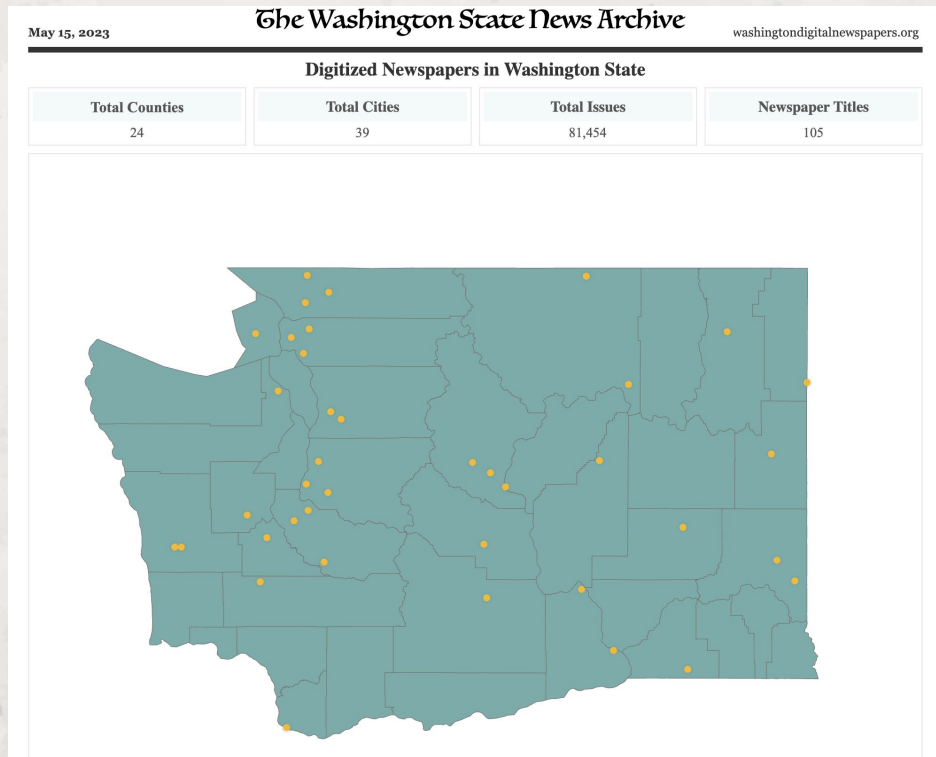 The Washington State News Archive
May 15, 2023
washingtondigitalnewspapers.org
Digitized Newspapers in Washington State
Total Counties
24
Total Cities
39
Total Issues
81,454
Newspaper Titles
105